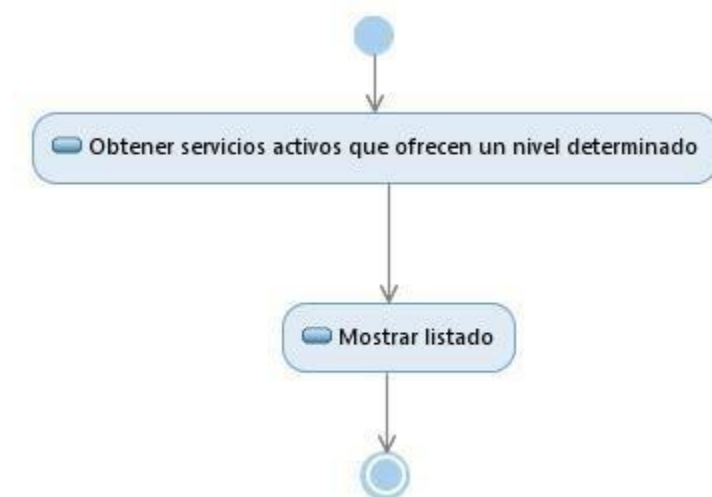 Obtener servicios activos que ofrecen un nivel determinado
Mostrar listado